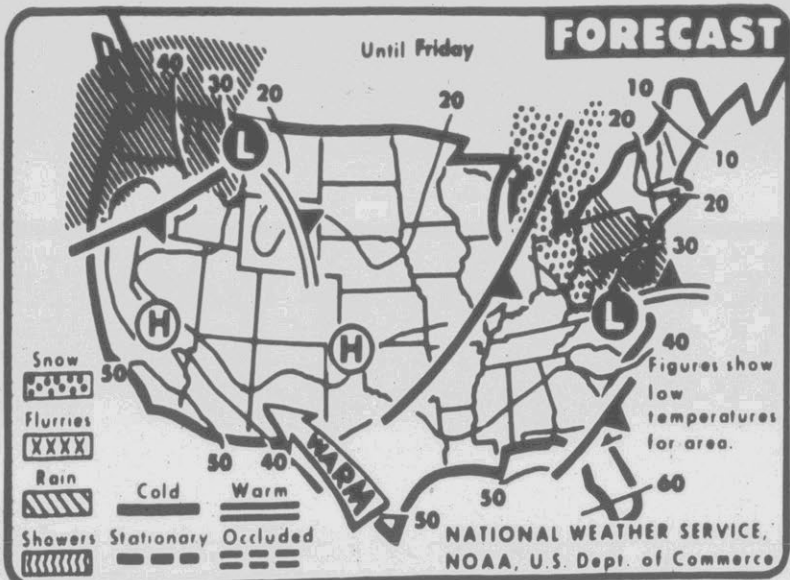 FORECAST
Until Friday
40
30
20
20
10
10
20
20
30
L
L
H
H
40
50
50
40
50
50
60
WARM
Figures show
low
temperatures
for area.
Snow
Flurries
XXXX
Rain
Showers
Cold
Warm
Stationary
Occluded
NATIONAL WEATHER SERVICE,
NOAA, U.S. Dept. of Commerce